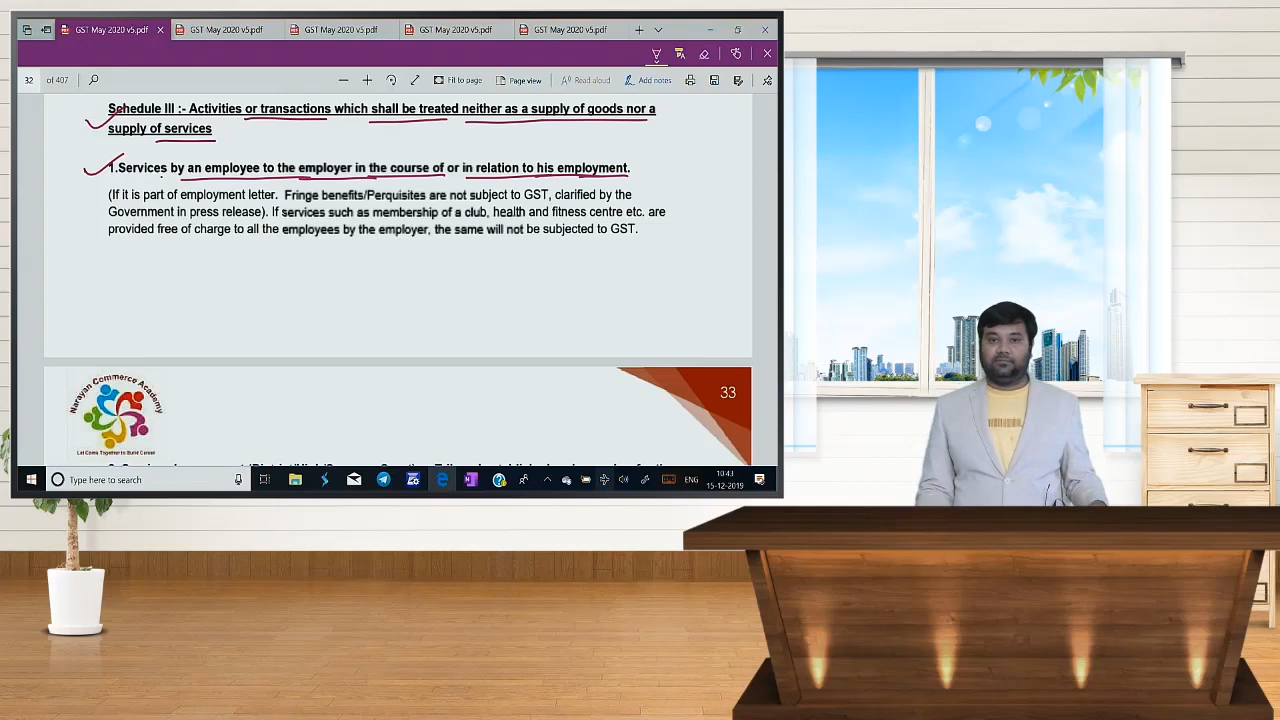 GST May 2020 v5.pdf
GST May 2020 v5.pdf
GST May 2020 v5.pdf
GST May 2020 v5.pdf
GST May 2020 v5.pdf
32 of 407
Fit to page
Page view
Read aloud
Add notes
Schedule III :- Activities or transactions which shall be treated neither as a supply of goods nor a
supply of services
1.Services by an employee to the employer in the course of or in relation to his employment.
(If it is part of employment letter. Fringe benefits/Perquisites are not subject to GST, clarified by the
Government in press release). If services such as membership of a club, health and fitness centre etc. are
provided free of charge to all the employees by the employer, the same will not be subjected to GST.
Narayan Commerce Academy
Let Come Together to Build Career
33
Type here to search
ENG
10:43
15-12-2019